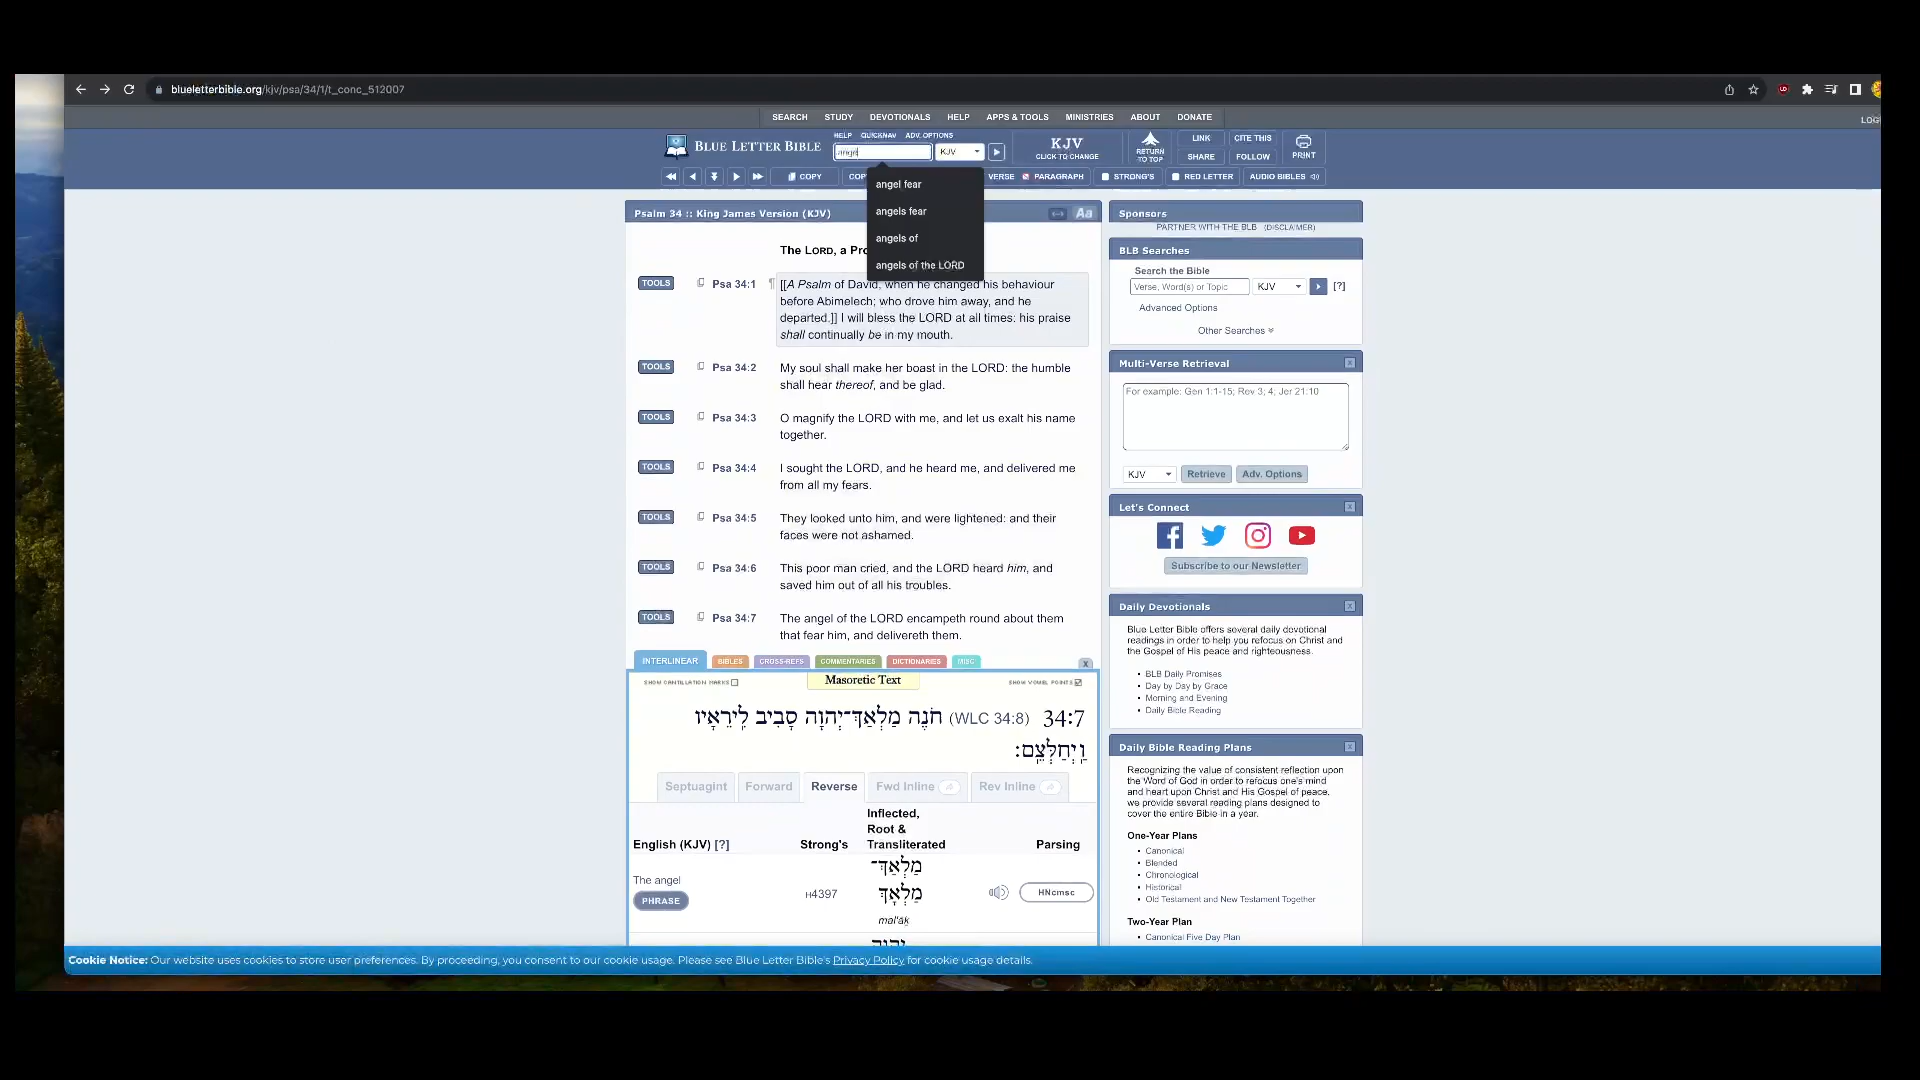 blueletterbible.org/kjv/psa/34/1/t_conc_512007
SEARCH STUDY DEVOTIONALS HELP APPS & TOOLS MINISTRIES ABOUT DONATE
BLUE LETTER BIBLE
HELP QUICKNAV ADV. OPTIONS
KJV
KJV
CLICK TO CHANGE
RETURN
TO TOP
LINK CITE THIS
SHARE FOLLOW
PRINT
COPY
VERSE PARAGRAPH STRONG'S RED LETTER AUDIO BIBLES
angel fear
angels fear
angels of
angels of the LORD
Psalm 34 :: King James Version (KJV)
Aa
TOOLS Psa 34:1 ¶ [[A Psalm of David, when he changed his behaviour
before Abimelech; who drove him away, and he
departed.]] I will bless the LORD at all times: his praise
shall continually be in my mouth.
TOOLS Psa 34:2 My soul shall make her boast in the LORD: the humble
shall hear thereof, and be glad.
TOOLS Psa 34:3 O magnify the LORD with me, and let us exalt his name
together.
TOOLS Psa 34:4 I sought the LORD, and he heard me, and delivered me
from all my fears.
TOOLS Psa 34:5 They looked unto him, and were lightened: and their
faces were not ashamed.
TOOLS Psa 34:6 This poor man cried, and the LORD heard him, and
saved him out of all his troubles.
TOOLS Psa 34:7 The angel of the LORD encampeth round about them
that fear him, and delivereth them.
INTERLINEAR BIBLES CROSS-REFS COMMENTARIES DICTIONARIES MISC X
SHOW CANTILLATION MARKS Masoretic Text SHOW VOWEL POINTS
34:7 (WLC 34:8) חֹנֶה מַלְאַךְ־יְהוָה סָבִיב לִירֵאָיו
וַיְחַלְּצֵם׃
Septuagint Forward Reverse Fwd Inline Rev Inline
English (KJV) [?] Strong's Inflected,
Root &
Transliterated Parsing
The angel
PHRASE H4397 מַלְאַךְ־
מַלְאָךְ
mal'āḵ HNcmsc
Sponsors
PARTNER WITH THE BLB (DISCLAIMER)
BLB Searches
Search the Bible
Verse, Word(s) or Topic KJV [?]
Advanced Options
Other Searches
Multi-Verse Retrieval
For example: Gen 1:1-15; Rev 3; 4, Jer 21:10
KJV Retrieve Adv. Options
Let's Connect
Subscribe to our Newsletter
Daily Devotionals
Blue Letter Bible offers several daily devotional
readings in order to help you refocus on Christ and
the Gospel of His peace and righteousness.
BLB Daily Promises
Day by Day by Grace
Morning and Evening
Daily Bible Reading
Daily Bible Reading Plans
Recognizing the value of consistent reflection upon
the Word of God in order to refocus one's mind
and heart upon Christ and His Gospel of peace,
we provide several reading plans designed to
cover the entire Bible in a year.
One-Year Plans
Canonical
Blended
Chronological
Historical
Old Testament and New Testament Together
Two-Year Plan
Canonical Five Day Plan
Cookie Notice: Our website uses cookies to store user preferences. By proceeding, you consent to our cookie usage. Please see Blue Letter Bible's Privacy Policy for cookie usage details.